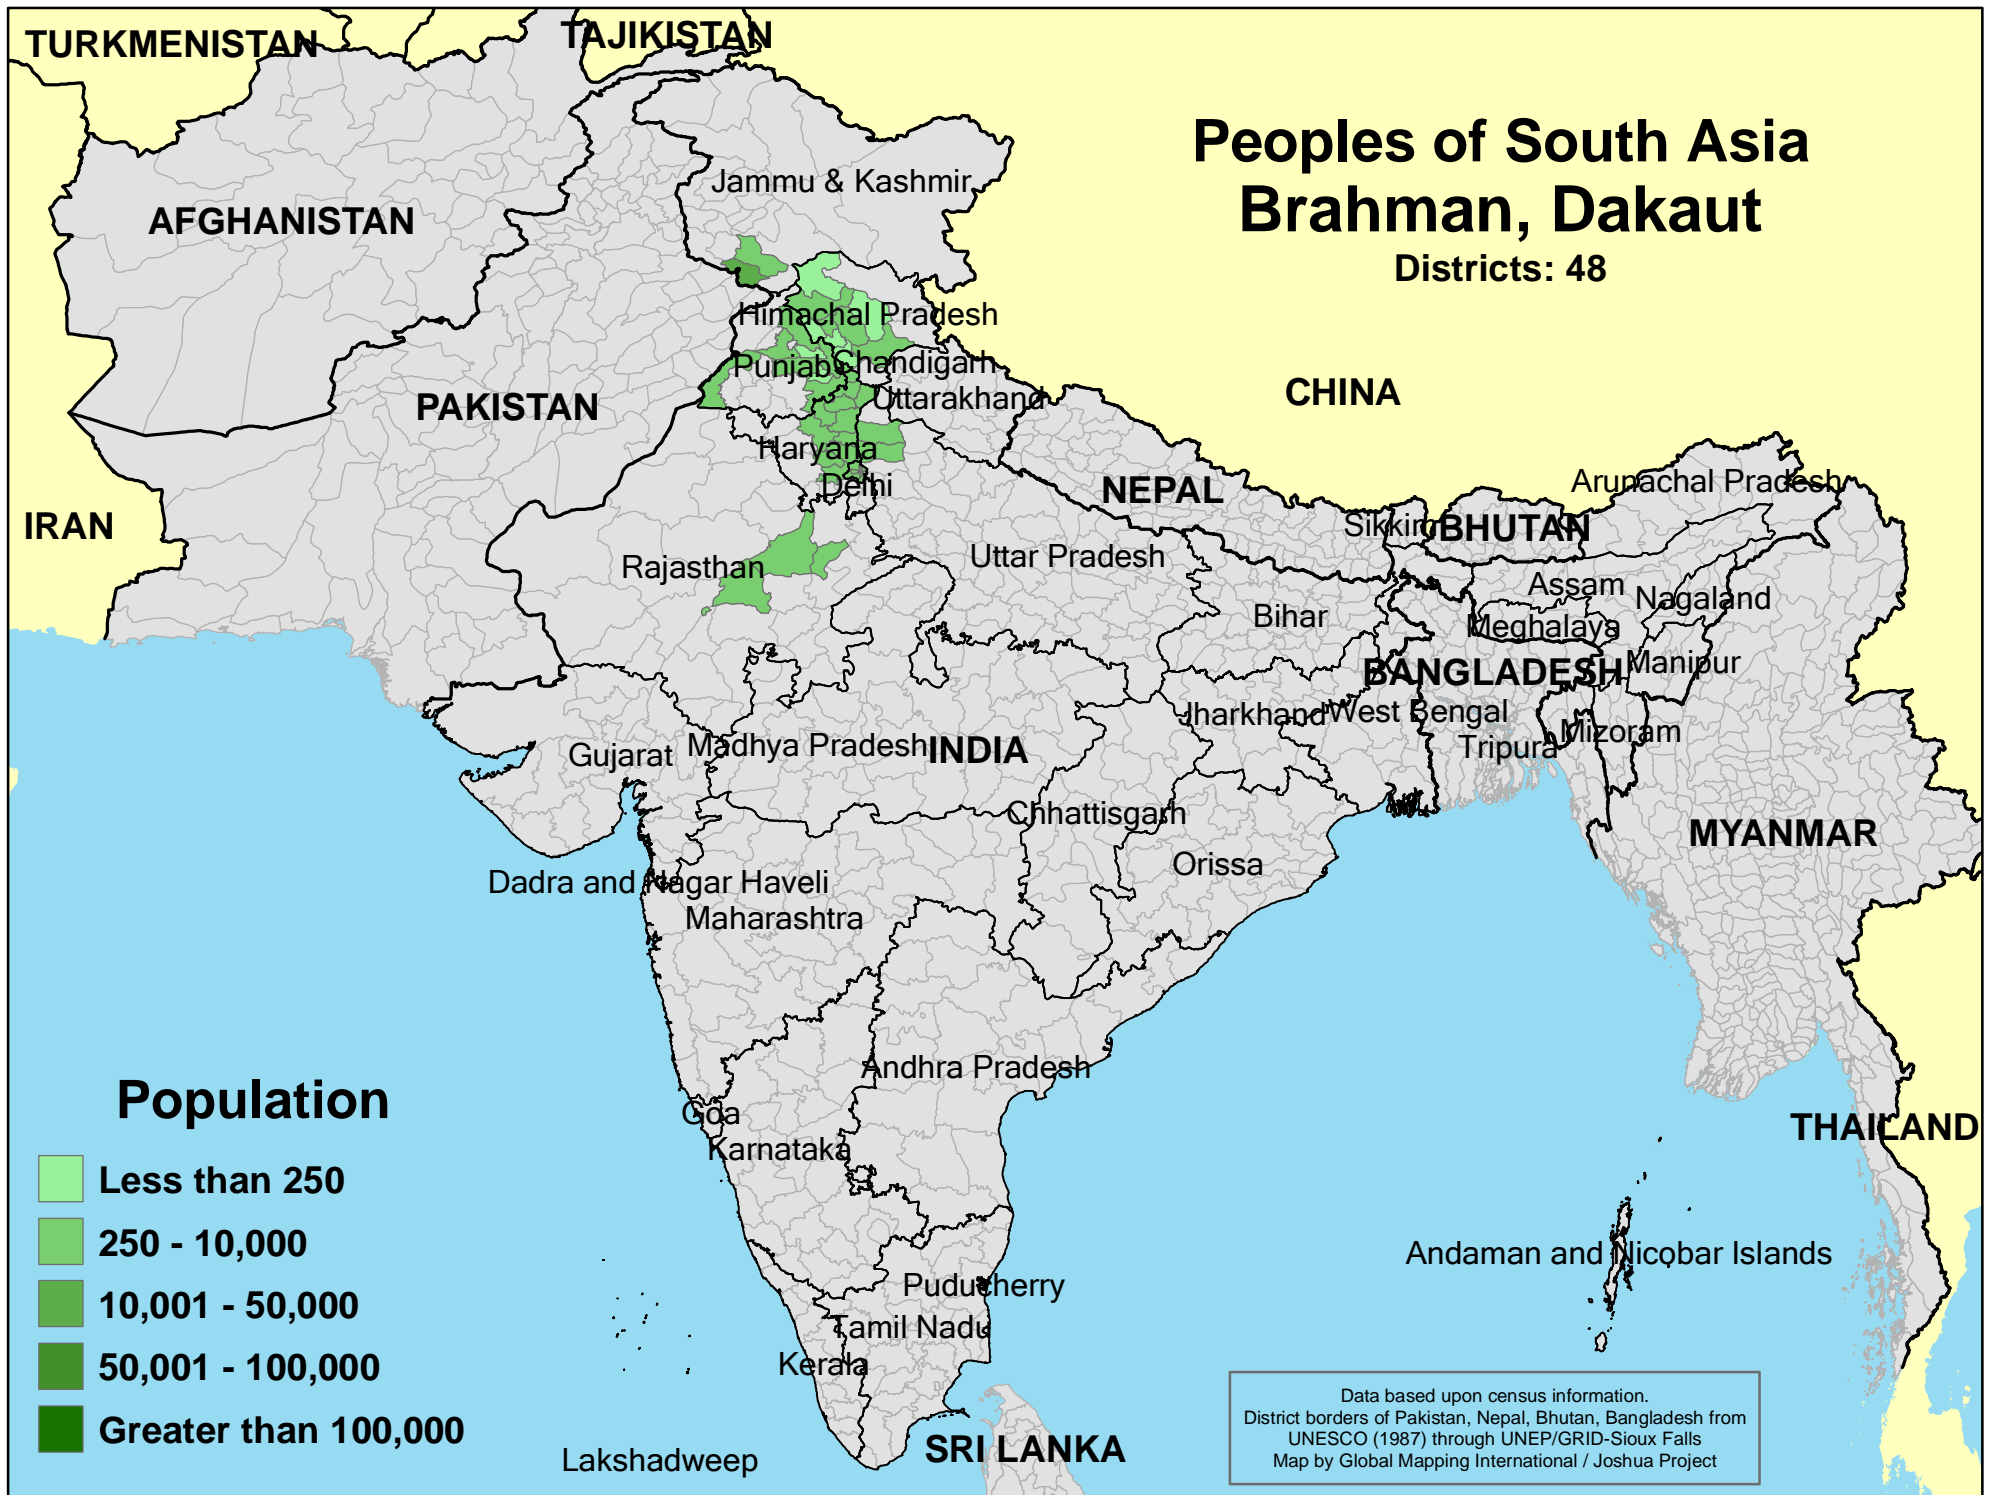 TURKMENISTAN
TAJIKISTAN
Peoples of South Asia
Brahman, Dakaut
Districts: 48
Jammu & Kashmir
AFGHANISTAN
Himachal Pradesh
Punjab
Chandigarh
CHINA
PAKISTAN
Uttarakhand
Haryana
Delhi
NEPAL
Arunachal Pradesh
IRAN
Sikkim
BHUTAN
Rajasthan
Uttar Pradesh
Assam
Nagaland
Bihar
Meghalaya
BANGLADESH
Manipur
Jharkhand
West Bengal
Gujarat
Madhya Pradesh
INDIA
Tripura
Mizoram
Chhattisgarh
MYANMAR
Orissa
Dadra and Nagar Haveli
Maharashtra
Andhra Pradesh
Population
Goa
Karnataka
THAILAND
Less than 250
250 - 10,000
10,001 - 50,000
50,001 - 100,000
Greater than 100,000
Andaman and Nicobar Islands
Puducherry
Tamil Nadu
Kerala
Lakshadweep
SRI LANKA
Data based upon census information.
District borders of Pakistan, Nepal, Bhutan, Bangladesh from
UNESCO (1987) through UNEP/GRID-Sioux Falls
Map by Global Mapping International / Joshua Project